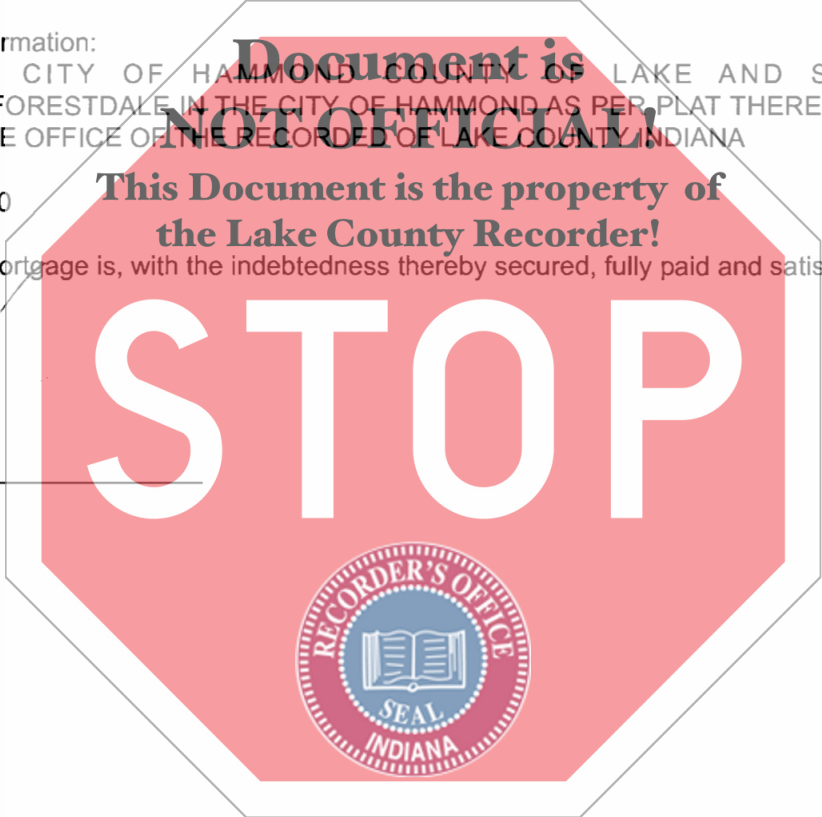 rmation:
Document is
CITY OF HAMMOND COUNTY OF LAKE AND S
FORESTDALE IN THE CITY OF HAMMOND AS PER PLAT THERE
NOT OFFICIAL!
E OFFICE OF THE RECORDED OF LAKE COUNTY INDIANA
This Document is the property of
0
the Lake County Recorder!
ortgage is, with the indebtedness thereby secured, fully paid and satis
STOP
RECORDER'S OFFICE
SEAL
INDIANA